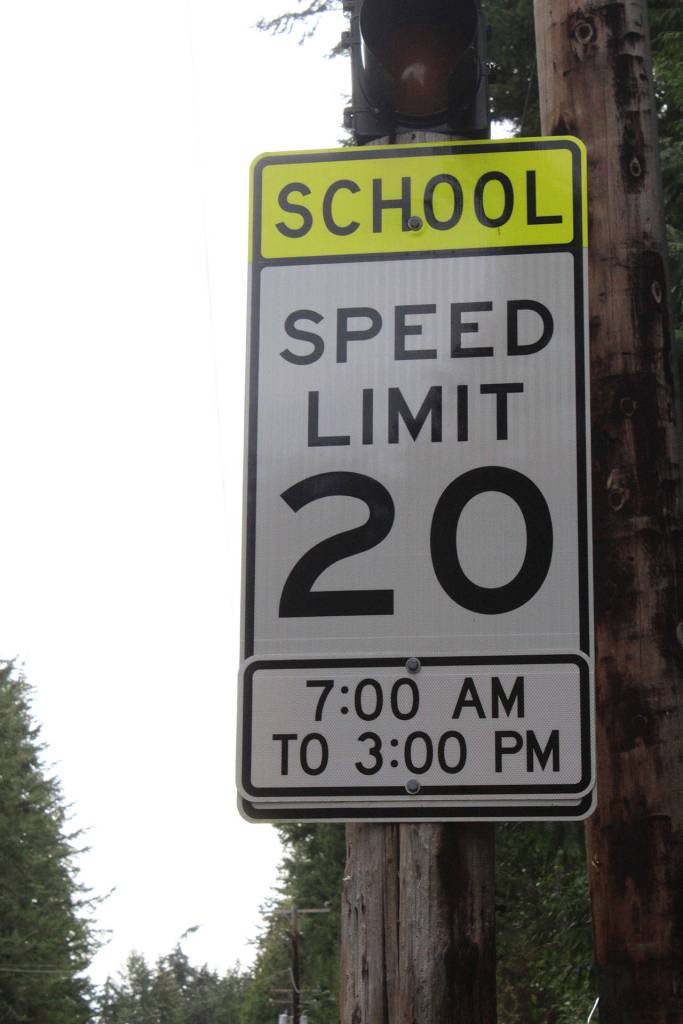 SCHOOL
SPEED
LIMIT
20
7:00 AM
TO 3:00 PM